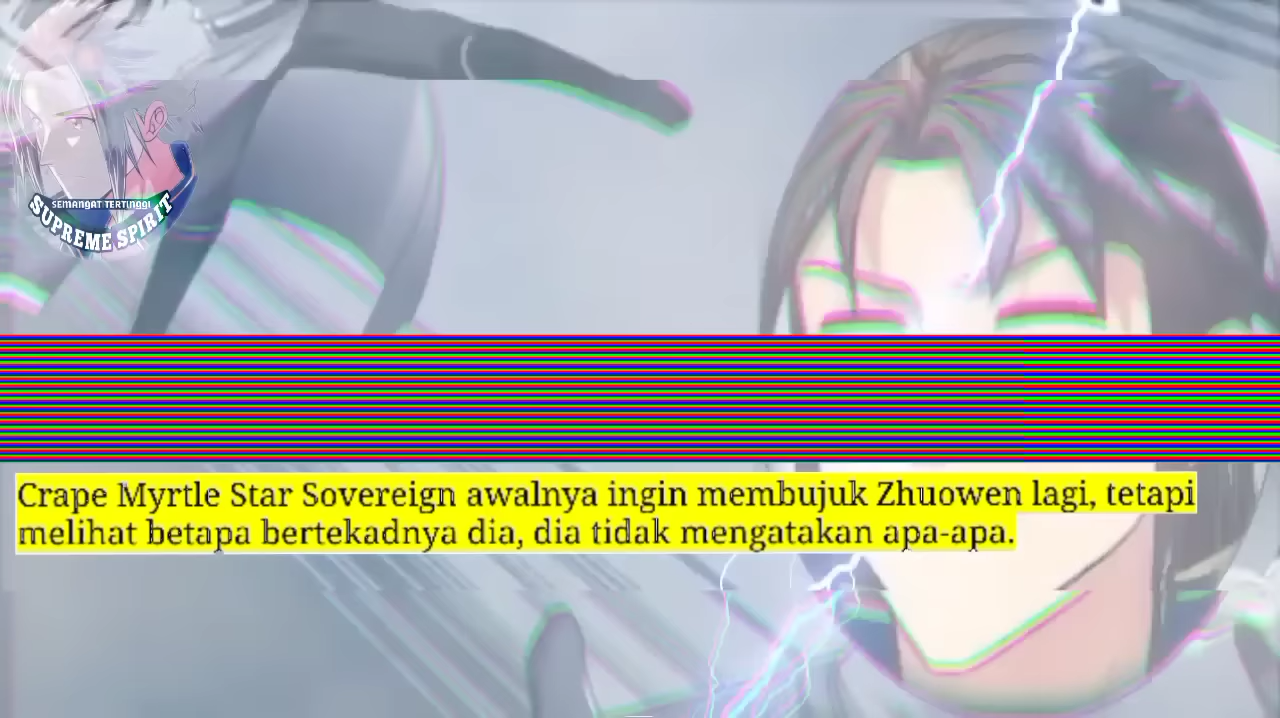 SEMANGAT TERTINGGI
SUPREME SPIRIT
Crape Myrtle Star Sovereign awalnya ingin membujuk Zhuowen lagi, tetapi
melihat betapa bertekadnya dia, dia tidak mengatakan apa-apa.